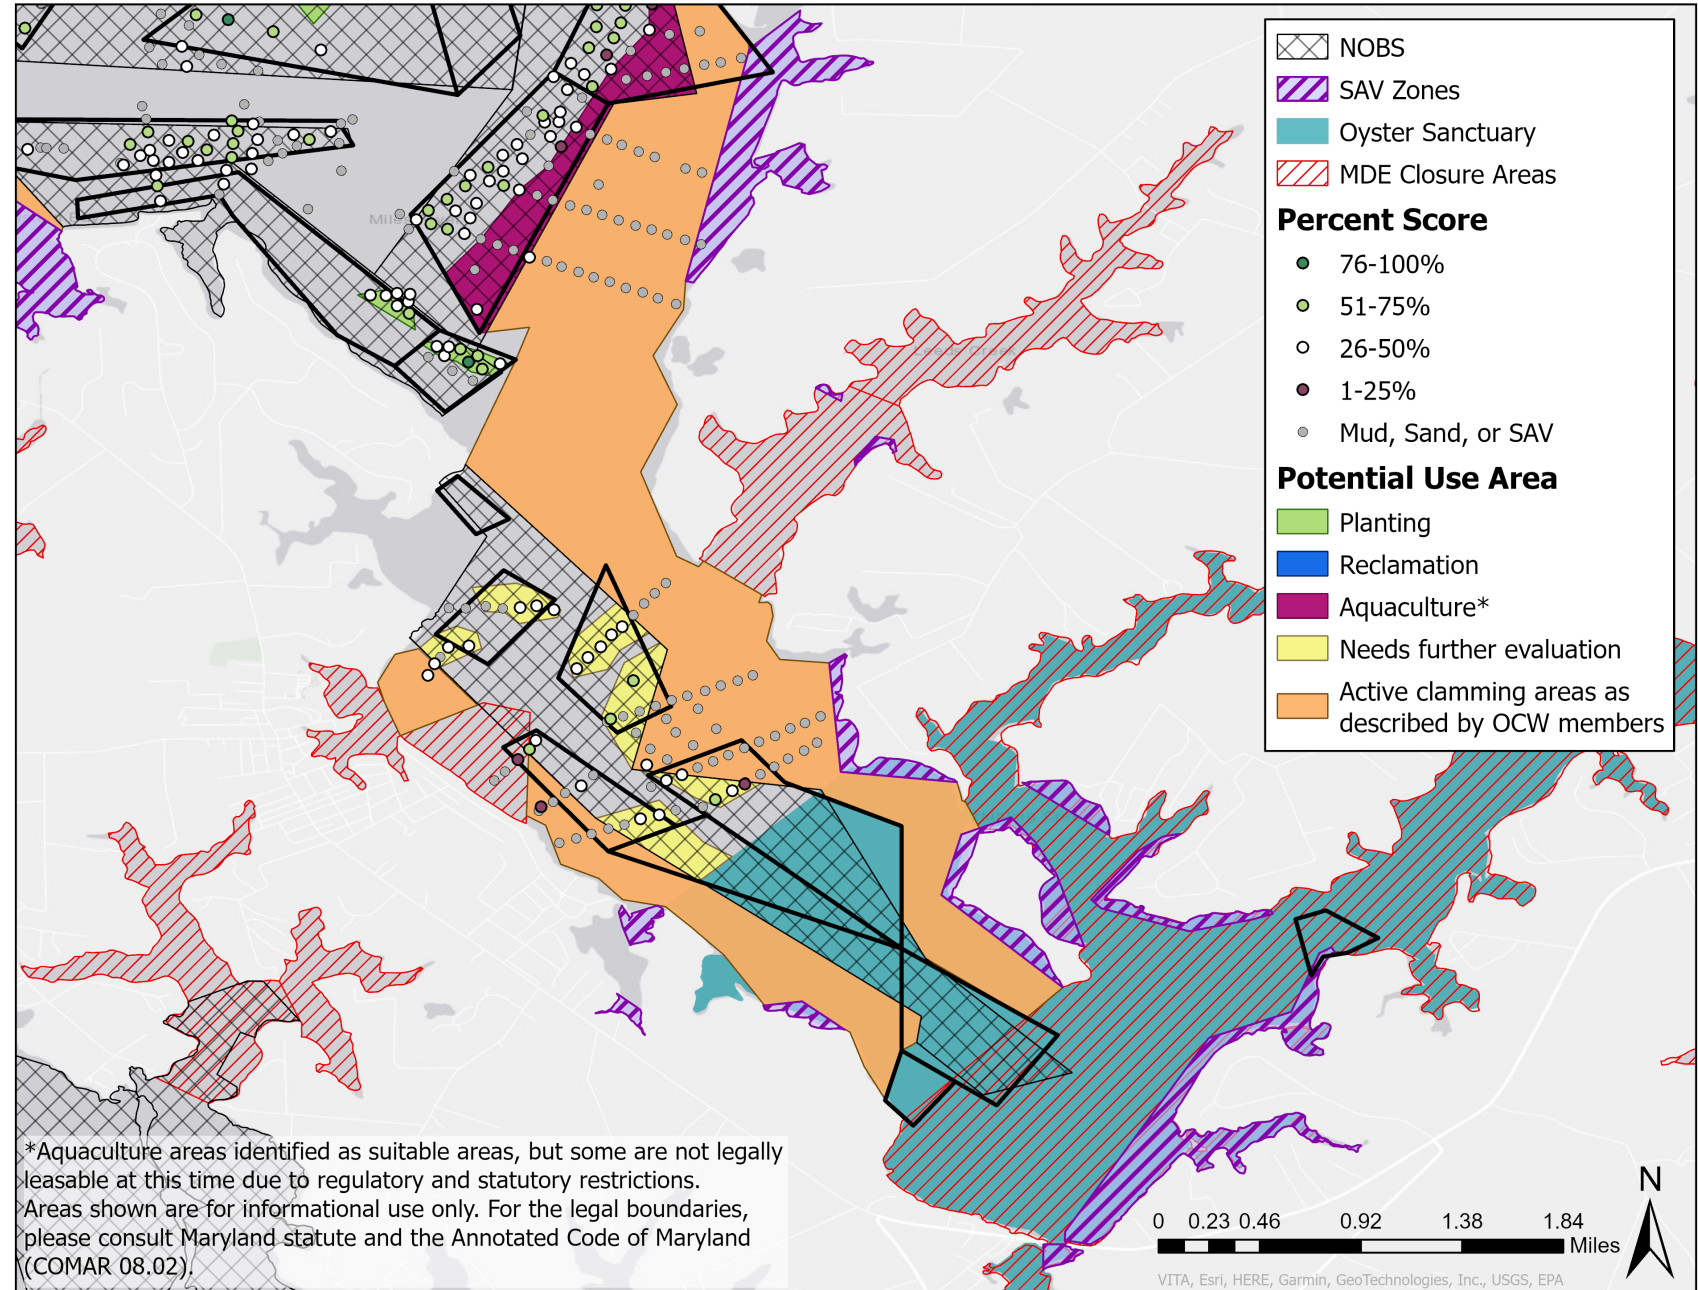 NOBS
SAV Zones
Oyster Sanctuary
MDE Closure Areas
Percent Score
76-100%
51-75%
26-50%
1-25%
Mud, Sand, or SAV
Potential Use Area
Planting
Reclamation
Aquaculture*
Needs further evaluation
Active clamming areas as
described by OCW members
Leeds Creek
*Aquaculture areas identified as suitable areas, but some are not legally
leasable at this time due to regulatory and statutory restrictions.
Areas shown are for informational use only. For the legal boundaries,
please consult Maryland statute and the Annotated Code of Maryland
(COMAR 08.02).
N
0 0.23 0.46 0.92 1.38 1.84
Miles
VITA, Esri, HERE, Garmin, GeoTechnologies, Inc., USGS, EPA